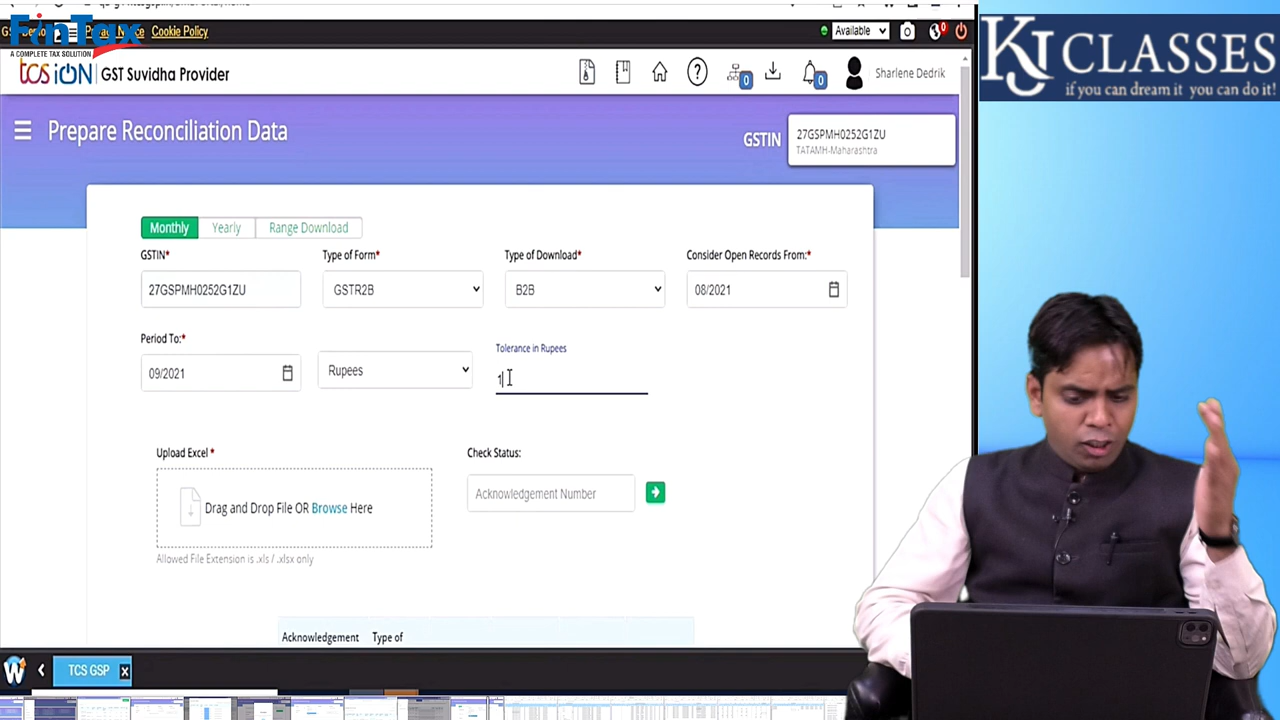 FinTax
A COMPLETE TAX SOLUTION
Cookie Policy
Available
0
tcs iON | GST Suvidha Provider
0
0
Sharlene Dedrik
KJ CLASSES
if you can dream it you can do it!
Prepare Reconciliation Data
GSTIN
27GSPMH0252G1ZU
TATAMH-Maharashtra
Monthly
Yearly
Range Download
GSTIN*
Type of Form*
Type of Download*
Consider Open Records From:*
27GSPMH0252G1ZU
GSTR2B
B2B
08/2021
Period To:*
Tolerance in Rupees
09/2021
Rupees
1
Upload Excel *
Check Status:
Drag and Drop File OR Browse Here
Acknowledgement Number
Allowed File Extension is .xls / .xlsx only
Acknowledgement
Type of
W
TCS GSP